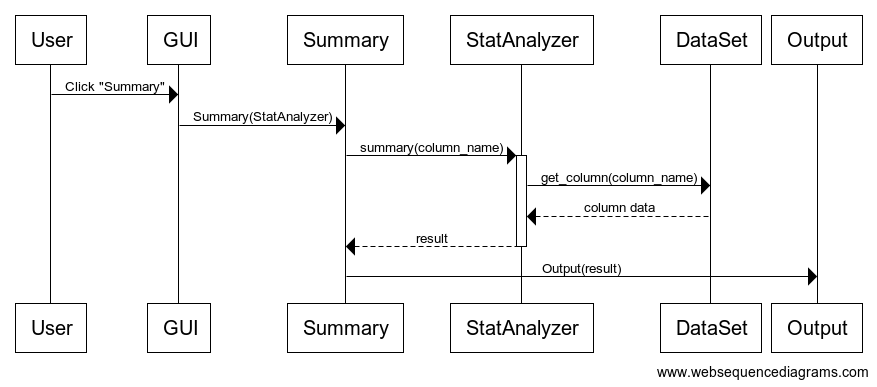 User GUI Summary StatAnalyzer DataSet Output
Click "Summary"
Summary(StatAnalyzer)
summary(column_name)
get_column(column_name)
column data
result
Output(result)
User GUI Summary StatAnalyzer DataSet Output
www.websequencediagrams.com